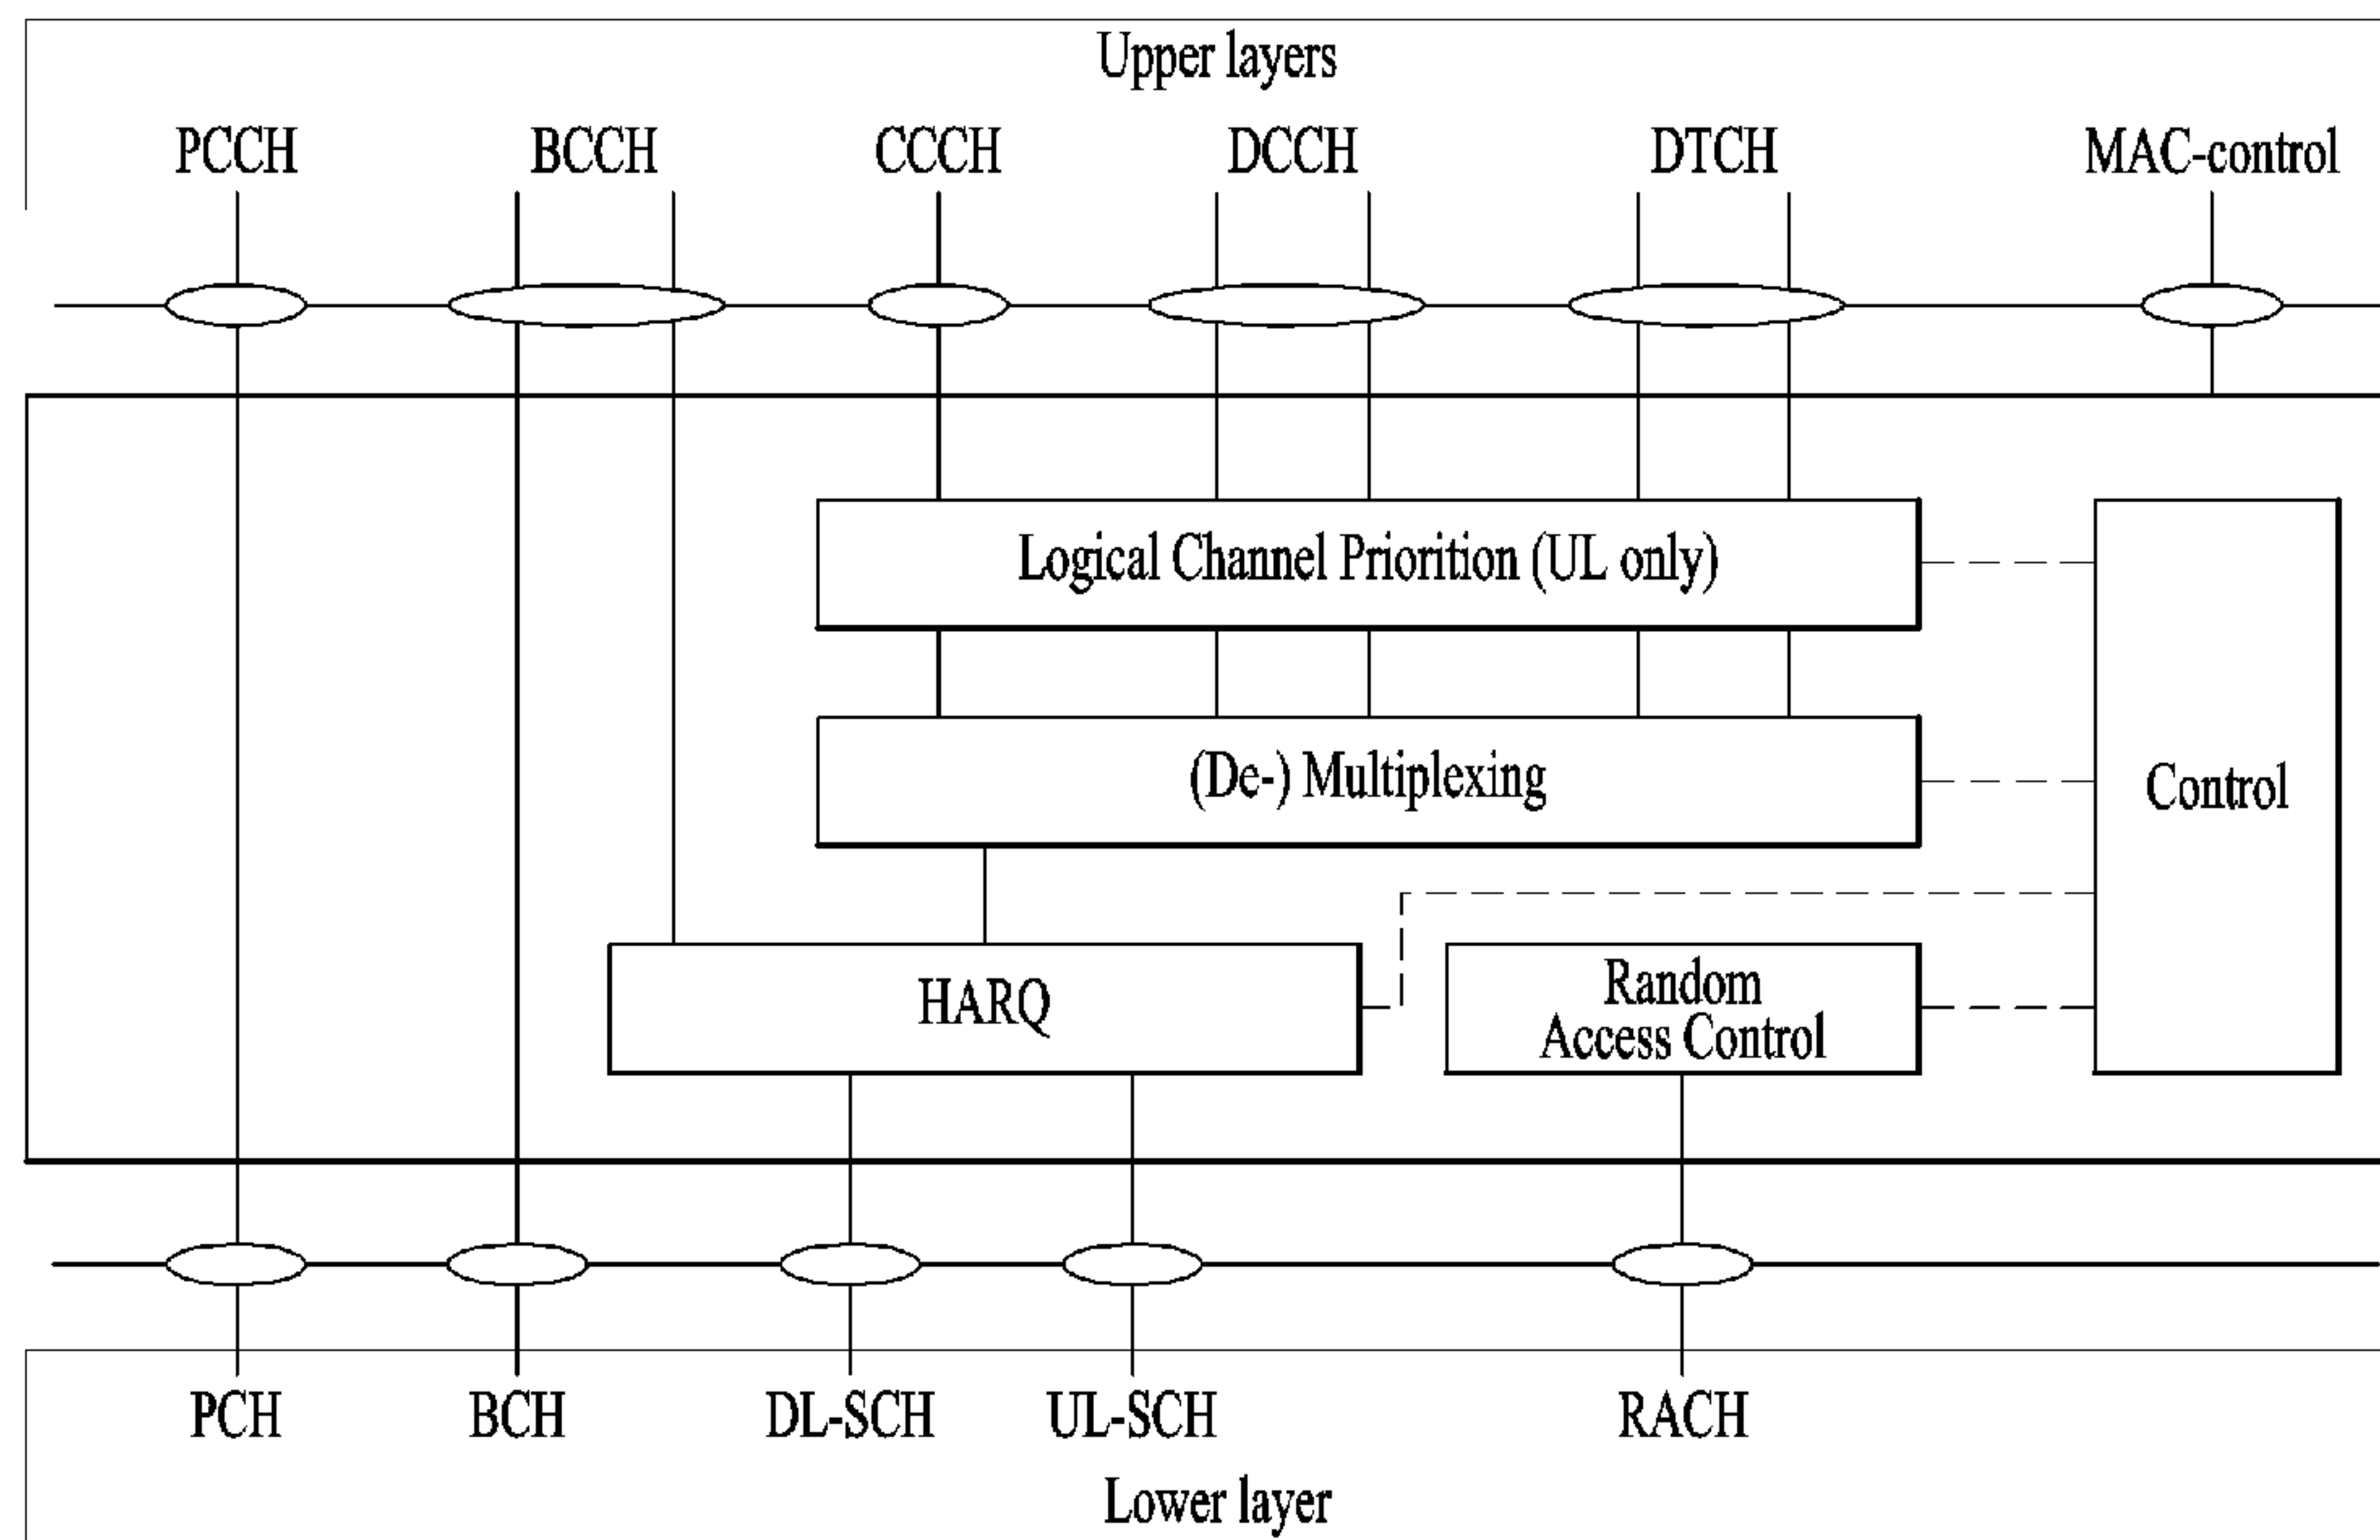 Upper layers
PCCH BCCH CCCH DCCH DTCH MAC-control
Logical Channel Priorition (UL only)
(De-) Multiplexing
Control
HARQ
Random
Access Control
PCH BCH DL-SCH UL-SCH RACH
Lower layer